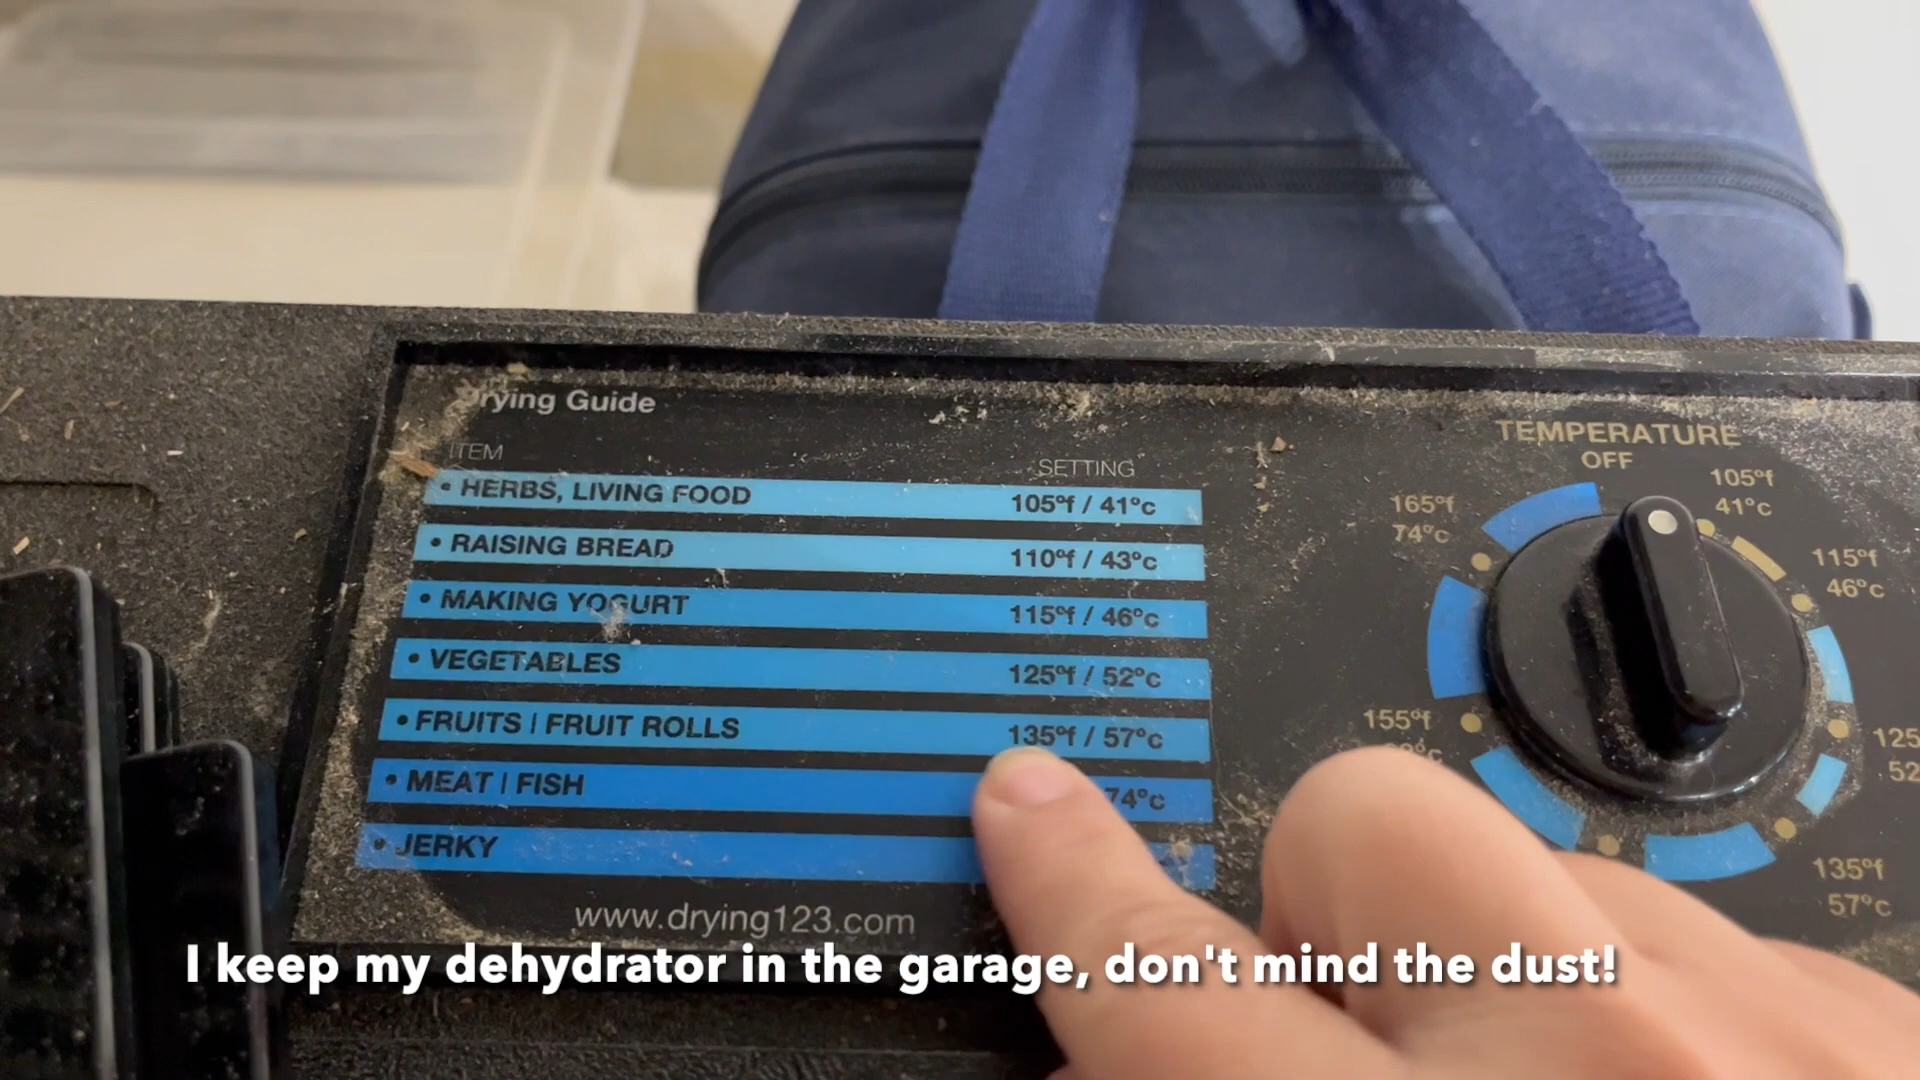 Drying Guide
ITEM SETTING
• HERBS, LIVING FOOD 105°f / 41°c
• RAISING BREAD 110°f / 43°c
• MAKING YOGURT 115°f / 46°c
• VEGETABLES 125°f / 52°c
• FRUITS | FRUIT ROLLS 135°f / 57°c
• MEAT | FISH 74°c
• JERKY
www.drying123.com
TEMPERATURE
OFF
105°f
41°c
115°f
46°c
125
52
135°f
57°c
155°f
165°f
74°c
I keep my dehydrator in the garage, don't mind the dust!